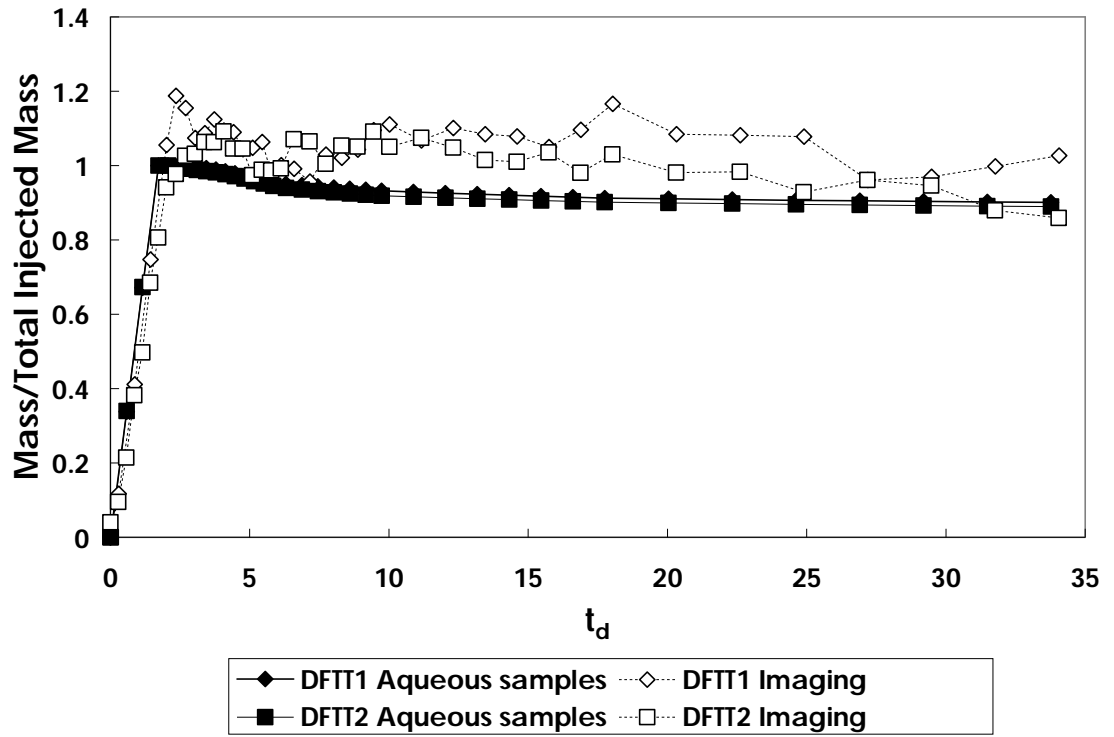 1.4
1.2
1
0.8
0.6
0.4
0.2
0
Mass/Total Injected Mass
0 5 10 15 20 25 30 35
td
DFTT1 Aqueous samples DFTT1 Imaging
DFTT2 Aqueous samples DFTT2 Imaging